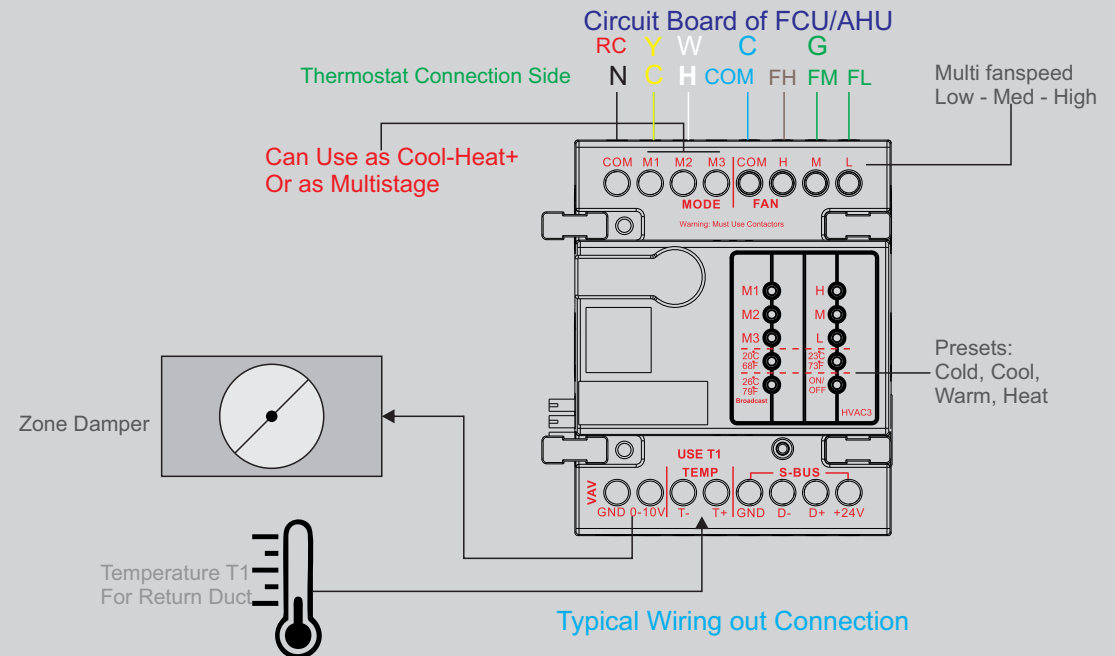 Circuit Board of FCU/AHU
RC Y W C G
Thermostat Connection Side N C H COM FH FM FL
Multi fanspeed
Low - Med - High
Can Use as Cool-Heat+
Or as Multistage
COM M1 M2 M3 COM H M L
MODE FAN
Warning: Must Use Contactors
M1 H
M2 M
M3 L
20C 23C
68F 73F
26C ON/
79F OFF
Broadcast
HVAC3
Presets:
Cold, Cool,
Warm, Heat
Zone Damper
USE T1
TEMP S-BUS
VAV
GND 0-10V T- T+ GND D- D+ +24V
Temperature T1
For Return Duct
Typical Wiring out Connection